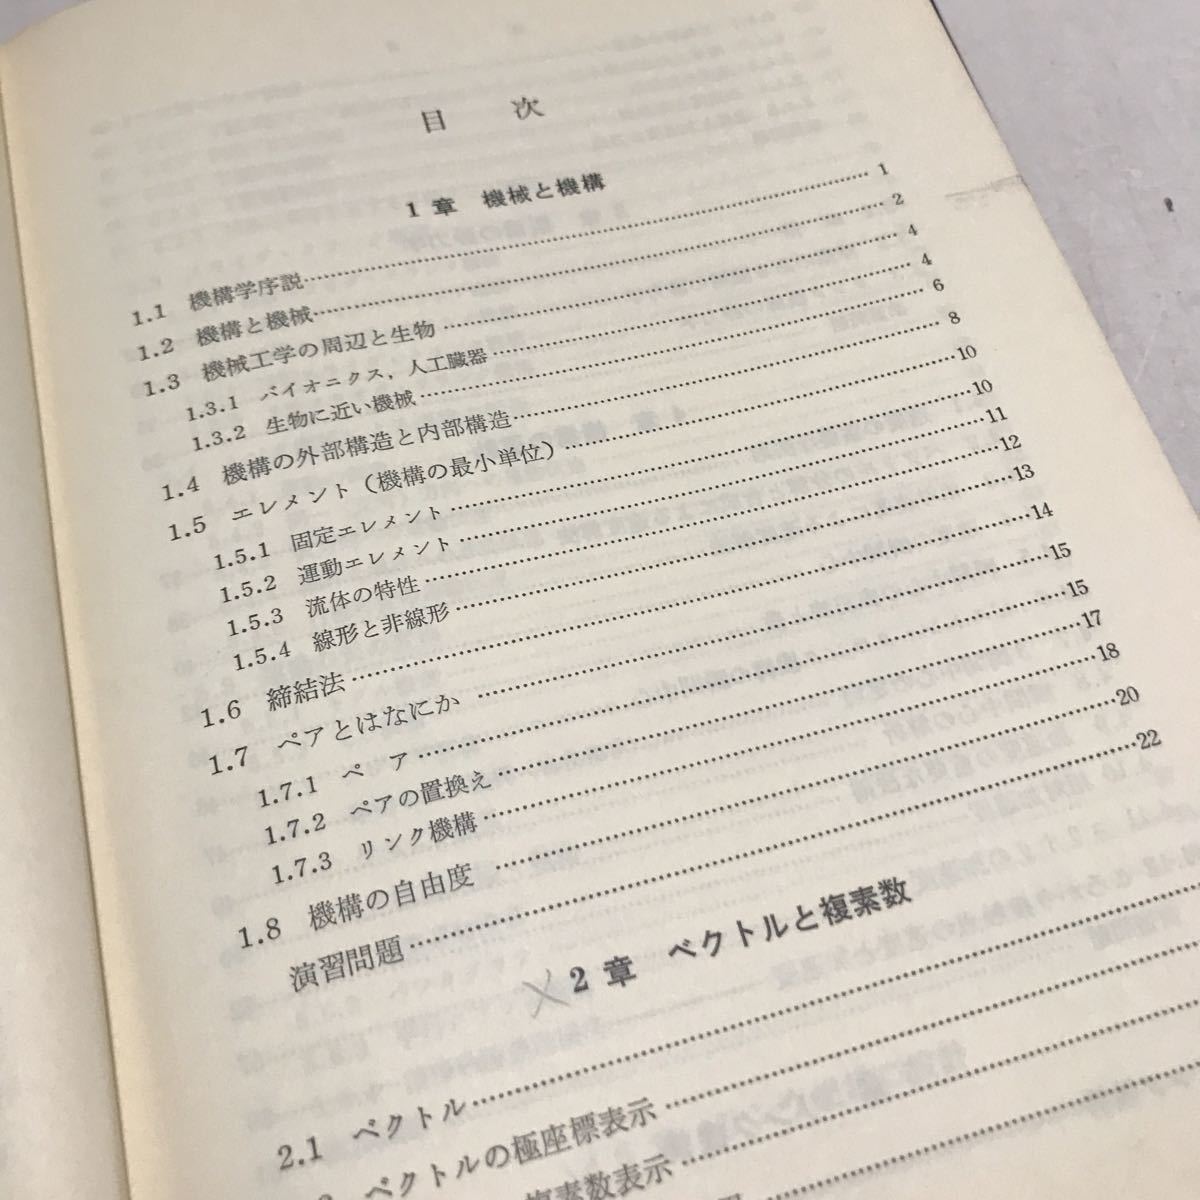 目 次
1章 機械と機構
1.1 機構学序説……1
1.2 機構と機械……2
1.3 機械工学の周辺と生物……4
1.3.1 バイオニクス，人工臓器……4
1.3.2 生物に近い機械……6
1.4 機構の外部構造と内部構造……8
1.5 エレメント（機構の最小単位）……10
1.5.1 固定エレメント……10
1.5.2 運動エレメント……11
1.5.3 流体の特性……12
1.5.4 線形と非線形……13
1.6 締結法……14
1.7 ペアとはなにか……15
1.7.1 ペ ア……15
1.7.2 ペアの置換え……17
1.7.3 リンク機構……18
1.8 機構の自由度……20
演習問題……22
2章 ベクトルと複素数
2.1 ベクトル……
ベクトルの極座標表示……
複素数表示……